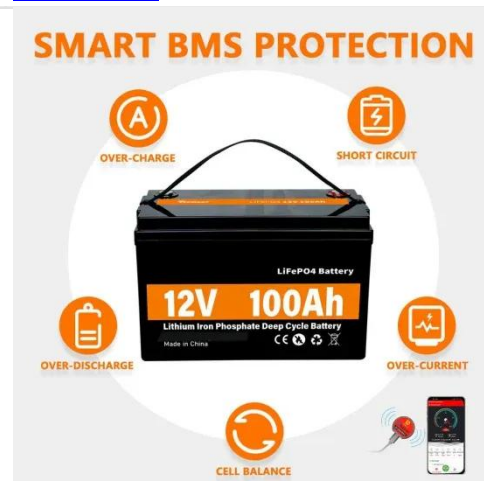 SMART BMS PROTECTION
A
OVER-CHARGE
SHORT CIRCUIT
LiFePO4 Battery
12V 100Ah
Lithium Iron Phosphate Deep Cycle Battery
Made in China
CE
OVER-DISCHARGE
OVER-CURRENT
CELL BALANCE